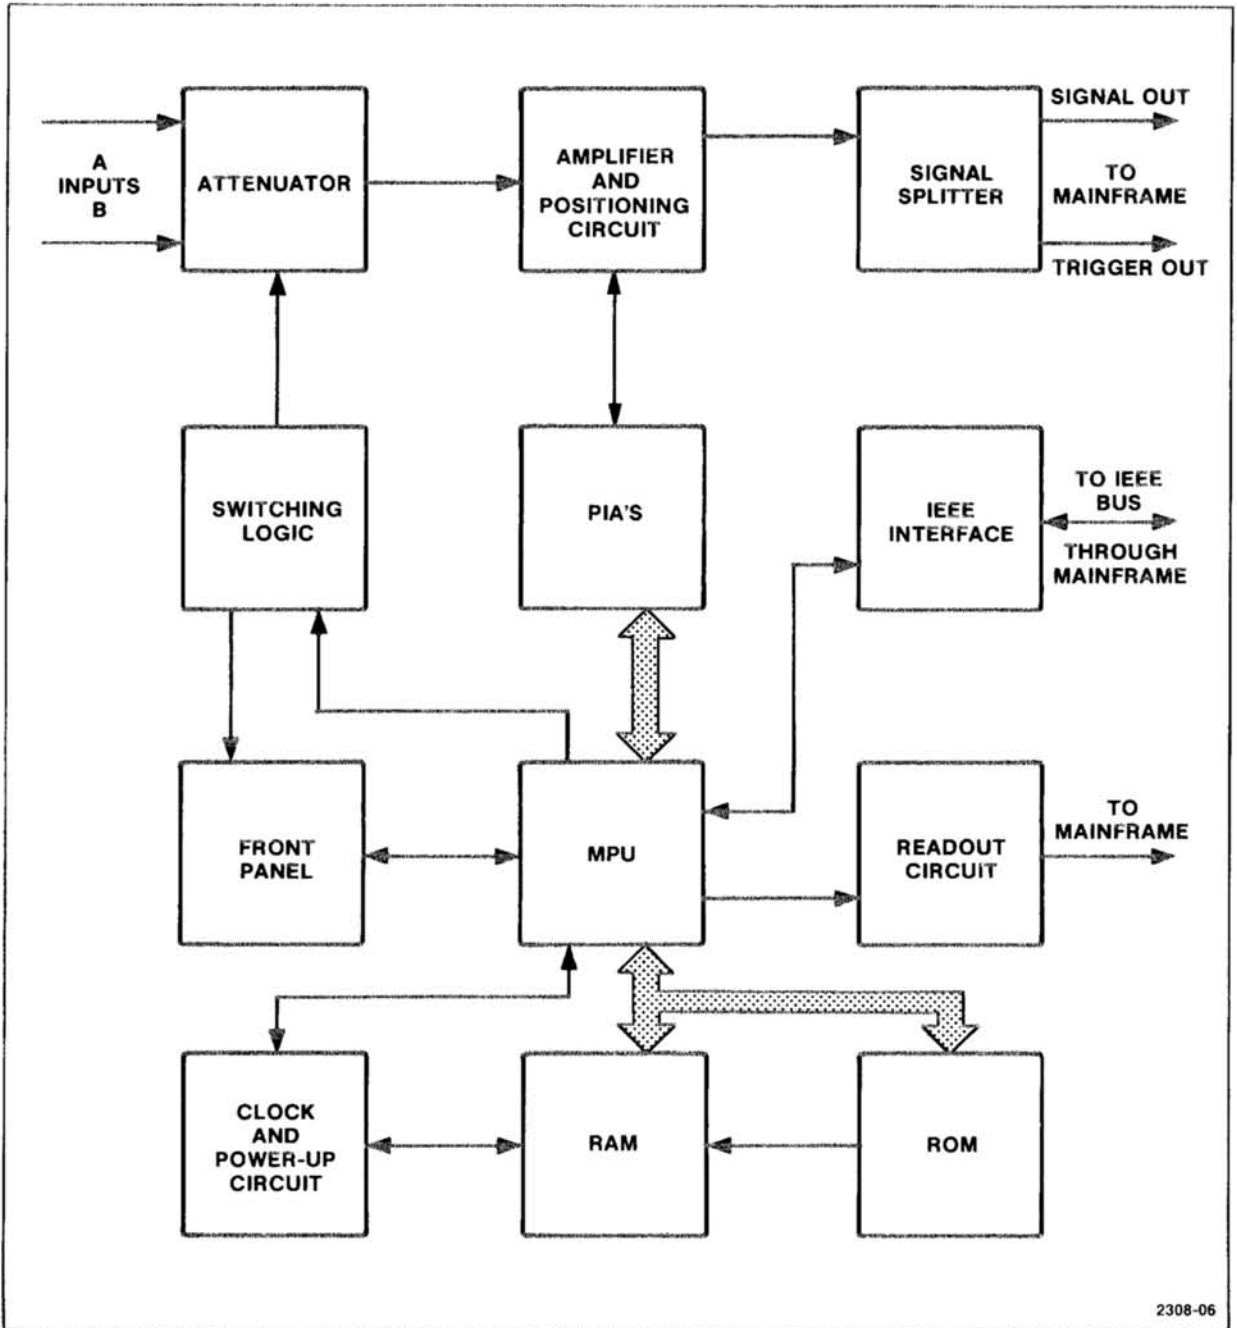 A
INPUTS
B
ATTENUATOR
AMPLIFIER
AND
POSITIONING
CIRCUIT
SIGNAL
SPLITTER
SIGNAL OUT
TO
MAINFRAME
TRIGGER OUT
SWITCHING
LOGIC
PIA'S
IEEE
INTERFACE
TO IEEE
BUS
THROUGH
MAINFRAME
FRONT
PANEL
MPU
READOUT
CIRCUIT
TO
MAINFRAME
CLOCK
AND
POWER-UP
CIRCUIT
RAM
ROM
2308-06